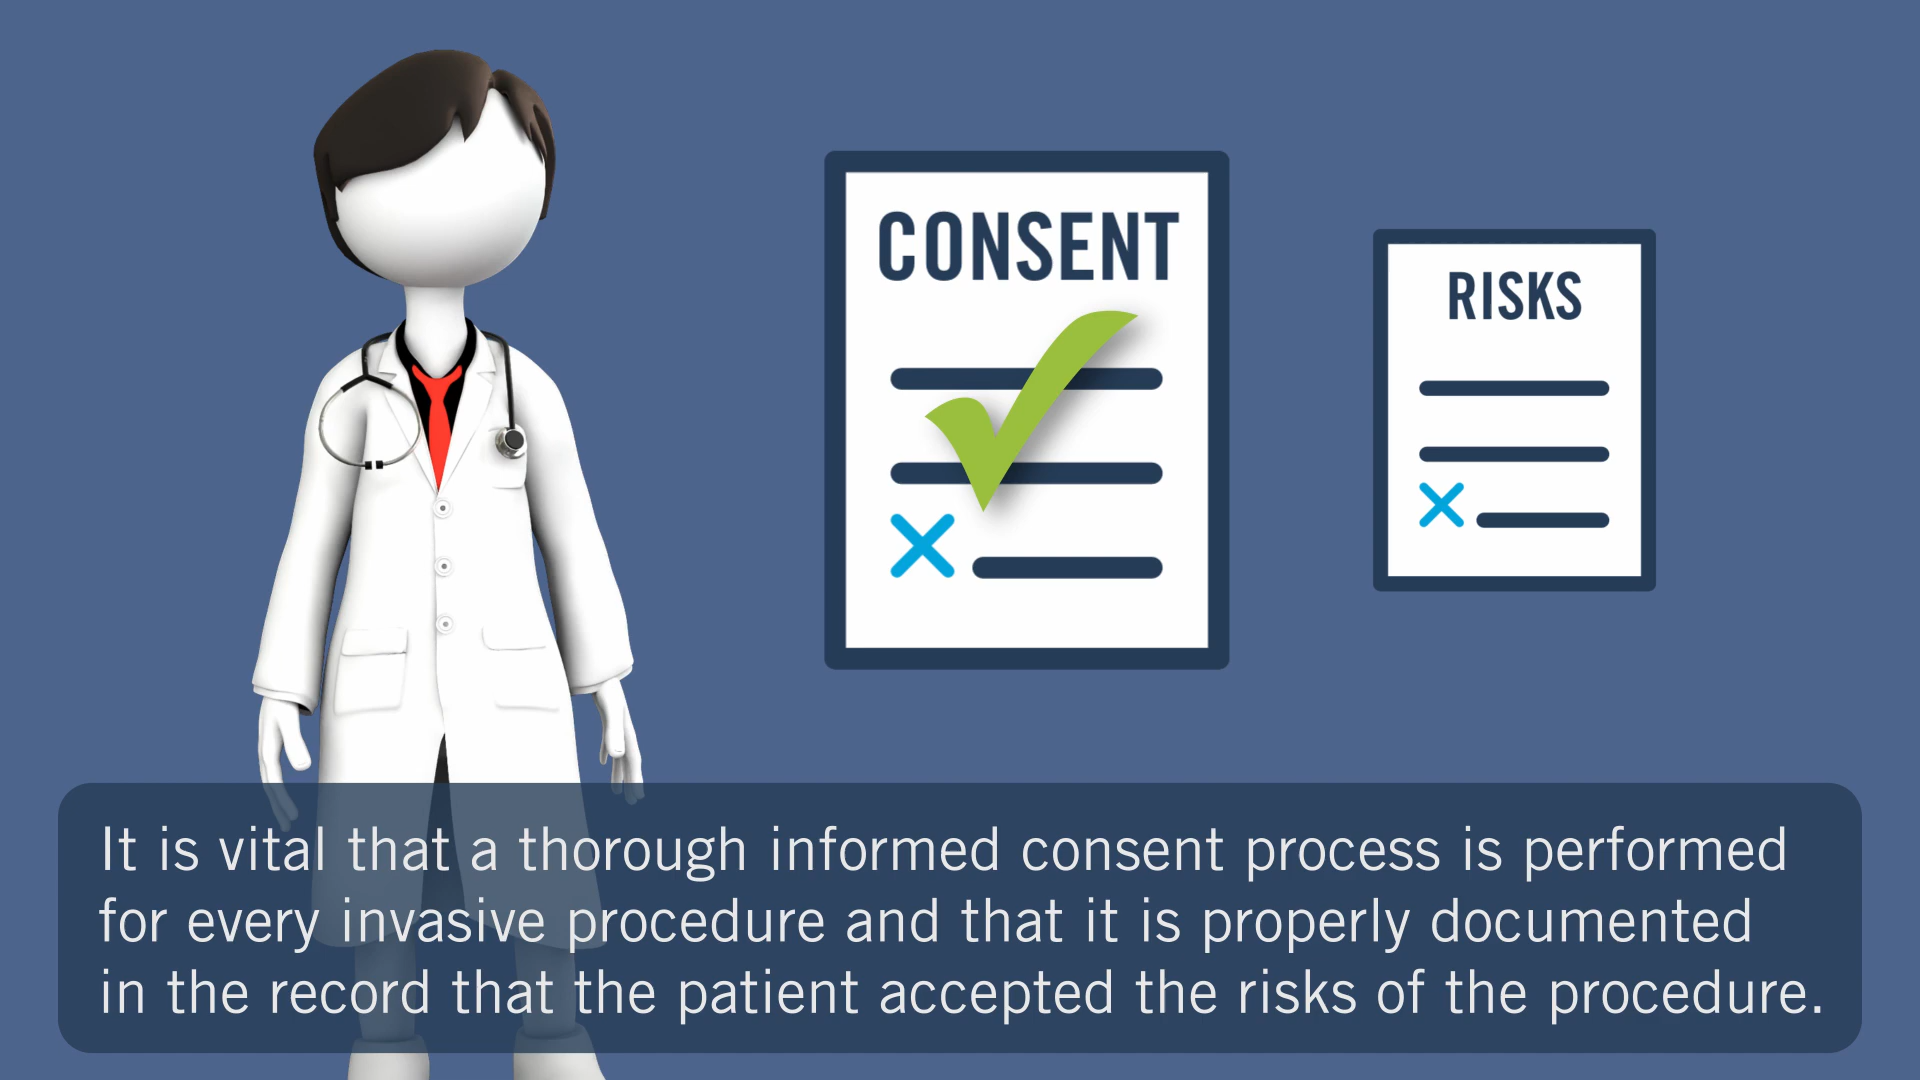 CONSENT
RISKS
It is vital that a thorough informed consent process is performed
for every invasive procedure and that it is properly documented
in the record that the patient accepted the risks of the procedure.